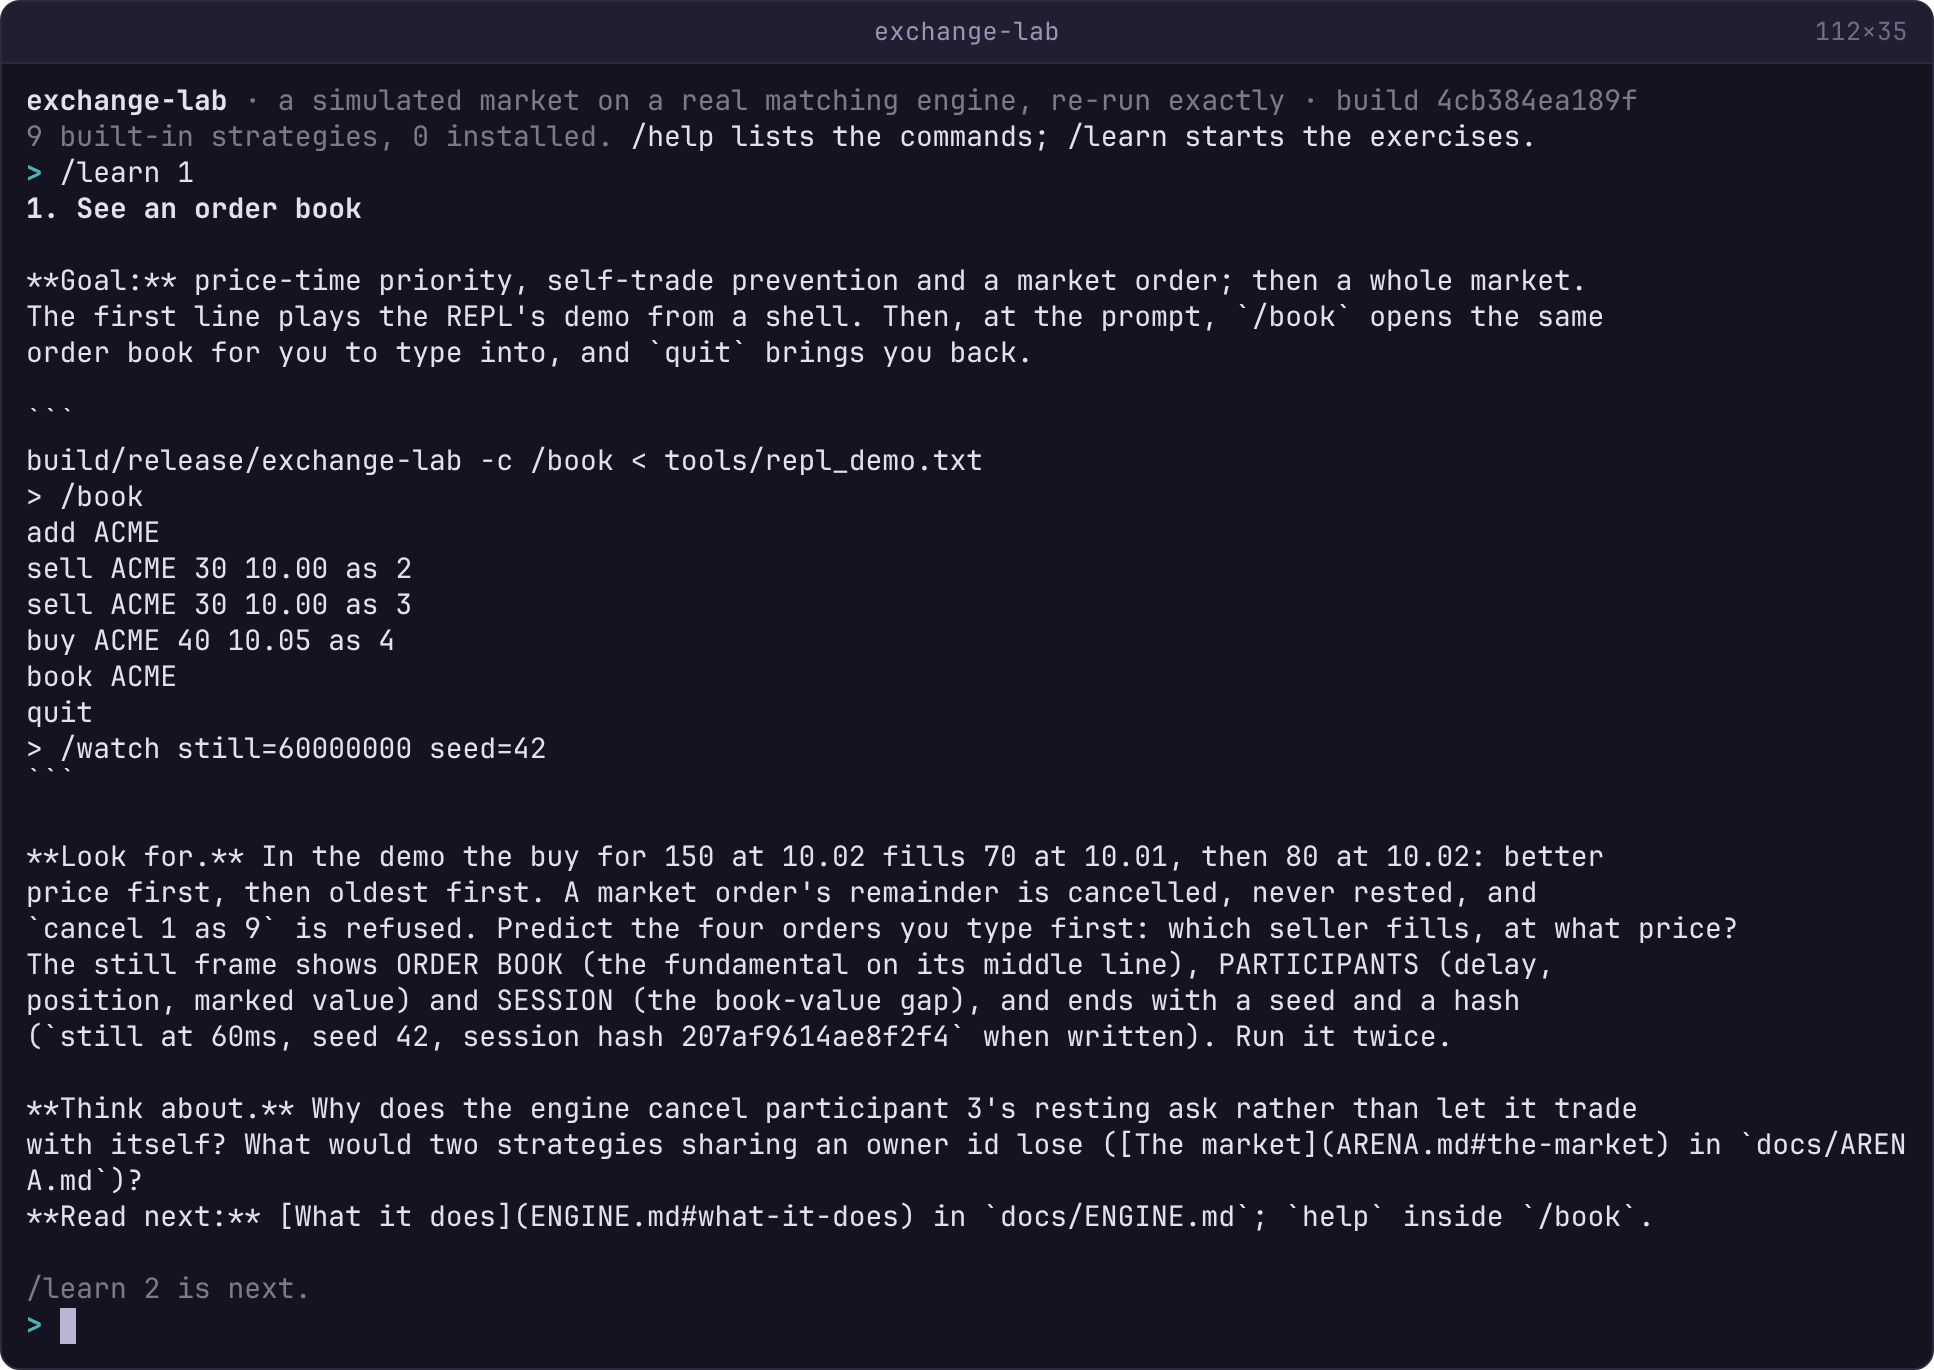 exchange-lab
112×35
exchange-lab · a simulated market on a real matching engine, re-run exactly · build 4cb384ea189f
9 built-in strategies, 0 installed. /help lists the commands; /learn starts the exercises.
> /learn 1
1. See an order book
**Goal:** price-time priority, self-trade prevention and a market order; then a whole market.
The first line plays the REPL's demo from a shell. Then, at the prompt, `/book` opens the same
order book for you to type into, and `quit` brings you back.
```
build/release/exchange-lab -c /book < tools/repl_demo.txt
> /book
add ACME
sell ACME 30 10.00 as 2
sell ACME 30 10.00 as 3
buy ACME 40 10.05 as 4
book ACME
quit
> /watch still=60000000 seed=42
```
**Look for.** In the demo the buy for 150 at 10.02 fills 70 at 10.01, then 80 at 10.02: better
price first, then oldest first. A market order's remainder is cancelled, never rested, and
`cancel 1 as 9` is refused. Predict the four orders you type first: which seller fills, at what price?
The still frame shows ORDER BOOK (the fundamental on its middle line), PARTICIPANTS (delay,
position, marked value) and SESSION (the book-value gap), and ends with a seed and a hash
(`still at 60ms, seed 42, session hash 207af9614ae8f2f4` when written). Run it twice.
**Think about.** Why does the engine cancel participant 3's resting ask rather than let it trade
with itself? What would two strategies sharing an owner id lose ([The market](ARENA.md#the-market) in `docs/AREN
A.md`)?
**Read next:** [What it does](ENGINE.md#what-it-does) in `docs/ENGINE.md`; `help` inside `/book`.
/learn 2 is next.
>